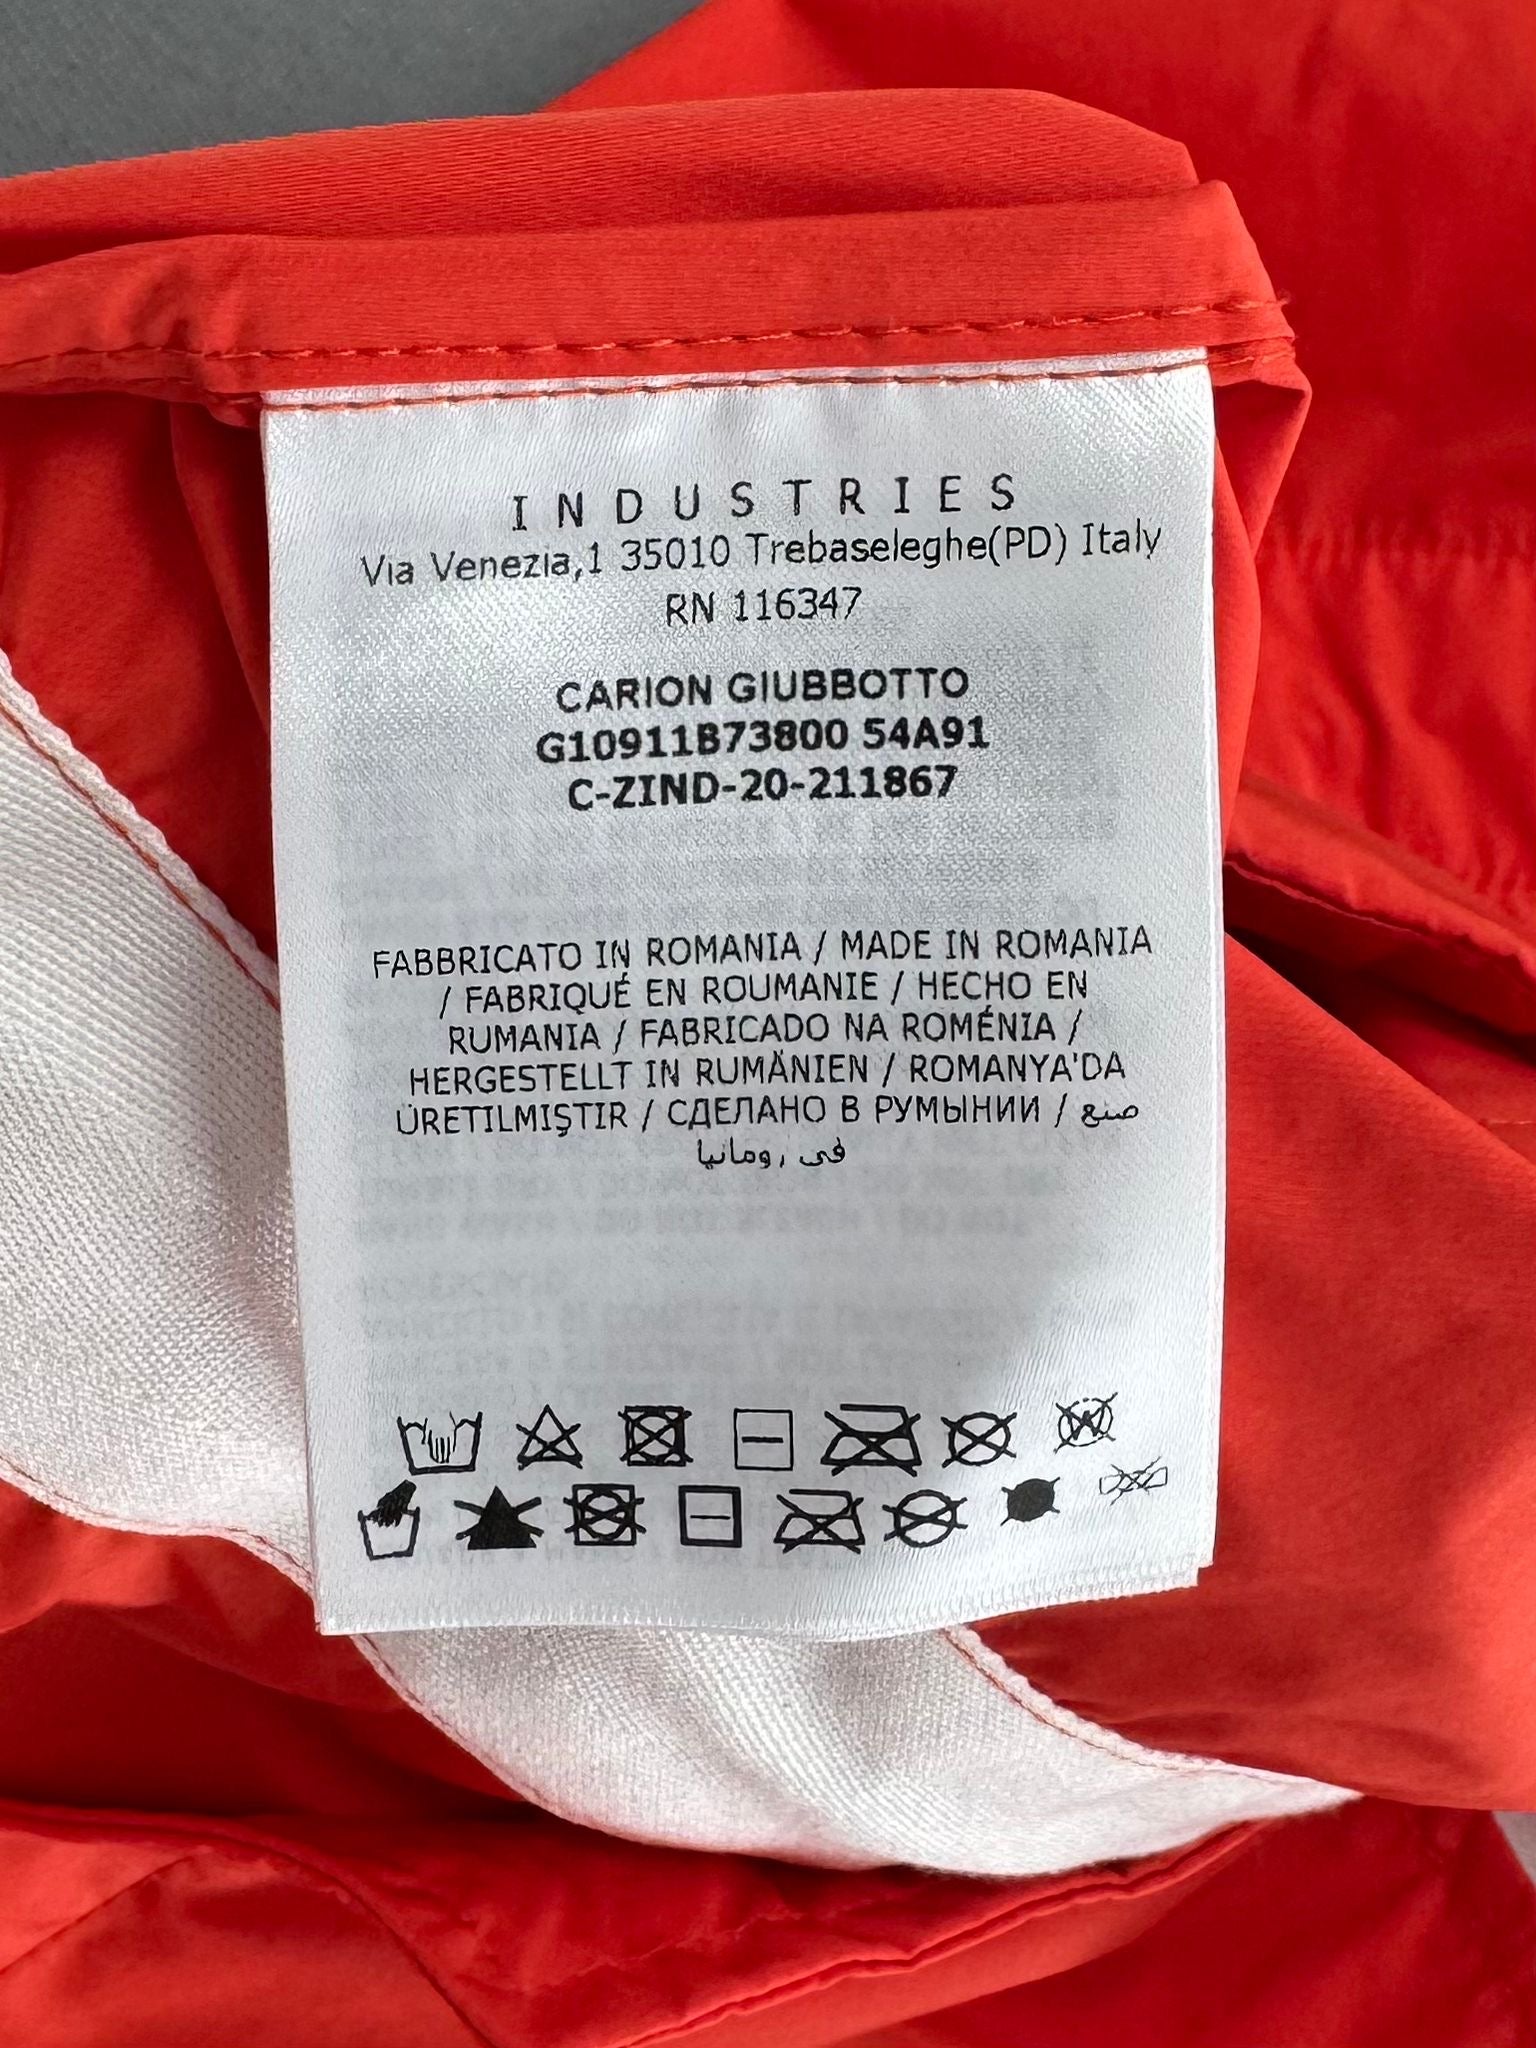 INDUSTRIES
Via Venezia,1 35010 Trebaseleghe(PD) Italy
RN 116347
CARION GIUBBOTTO
G10911B73800 54A91
C-ZIND-20-211867
FABBRICATO IN ROMANIA / MADE IN ROMANIA
/ FABRIQUÉ EN ROUMANIE / HECHO EN
RUMANIA / FABRICADO NA ROMÉNIA /
HERGESTELLT IN RUMÄNIEN / ROMANYA'DA
ÜRETILMIŞTIR / СДЕЛАНО В РУМЫНИИ / صنع
في رومانيا
W